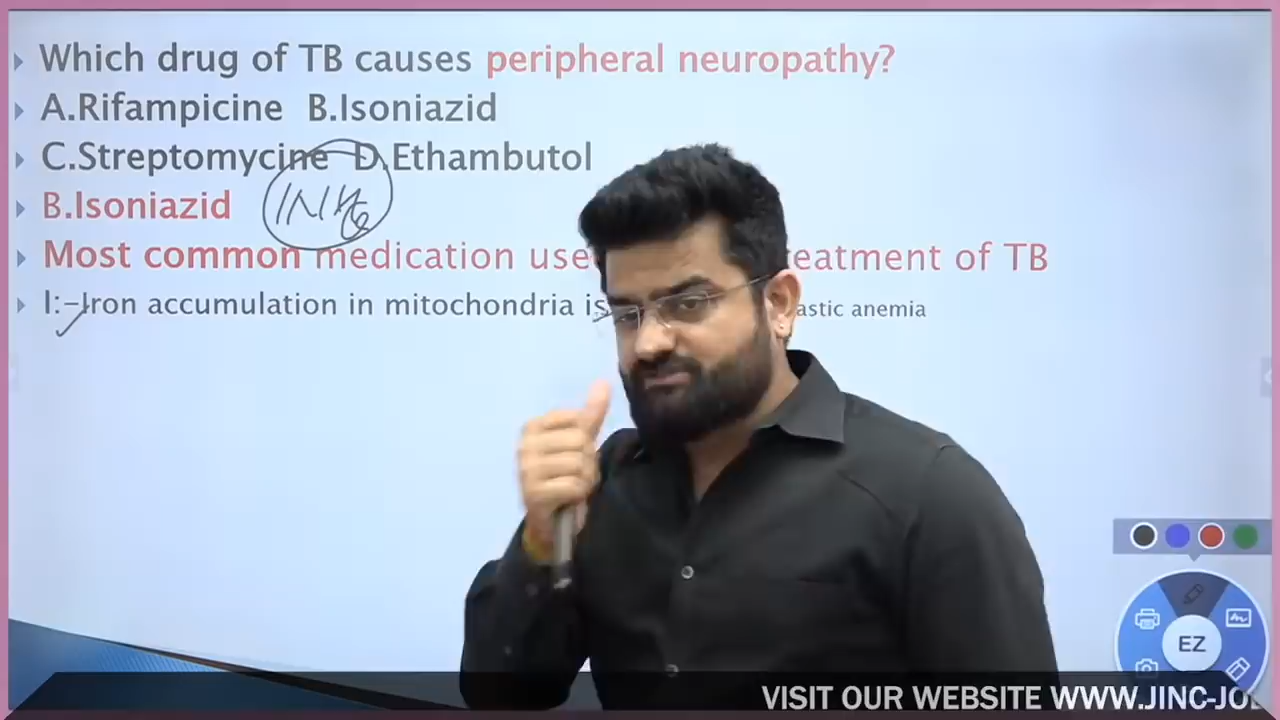 Which drug of TB causes peripheral neuropathy?
A.Rifampicine B.Isoniazid
C.Streptomycine D.Ethambutol
B.Isoniazid INH
Most common medication use eatment of TB
I:-Iron accumulation in mitochondria is astic anemia
EZ
VISIT OUR WEBSITE WWW.JINC-JO